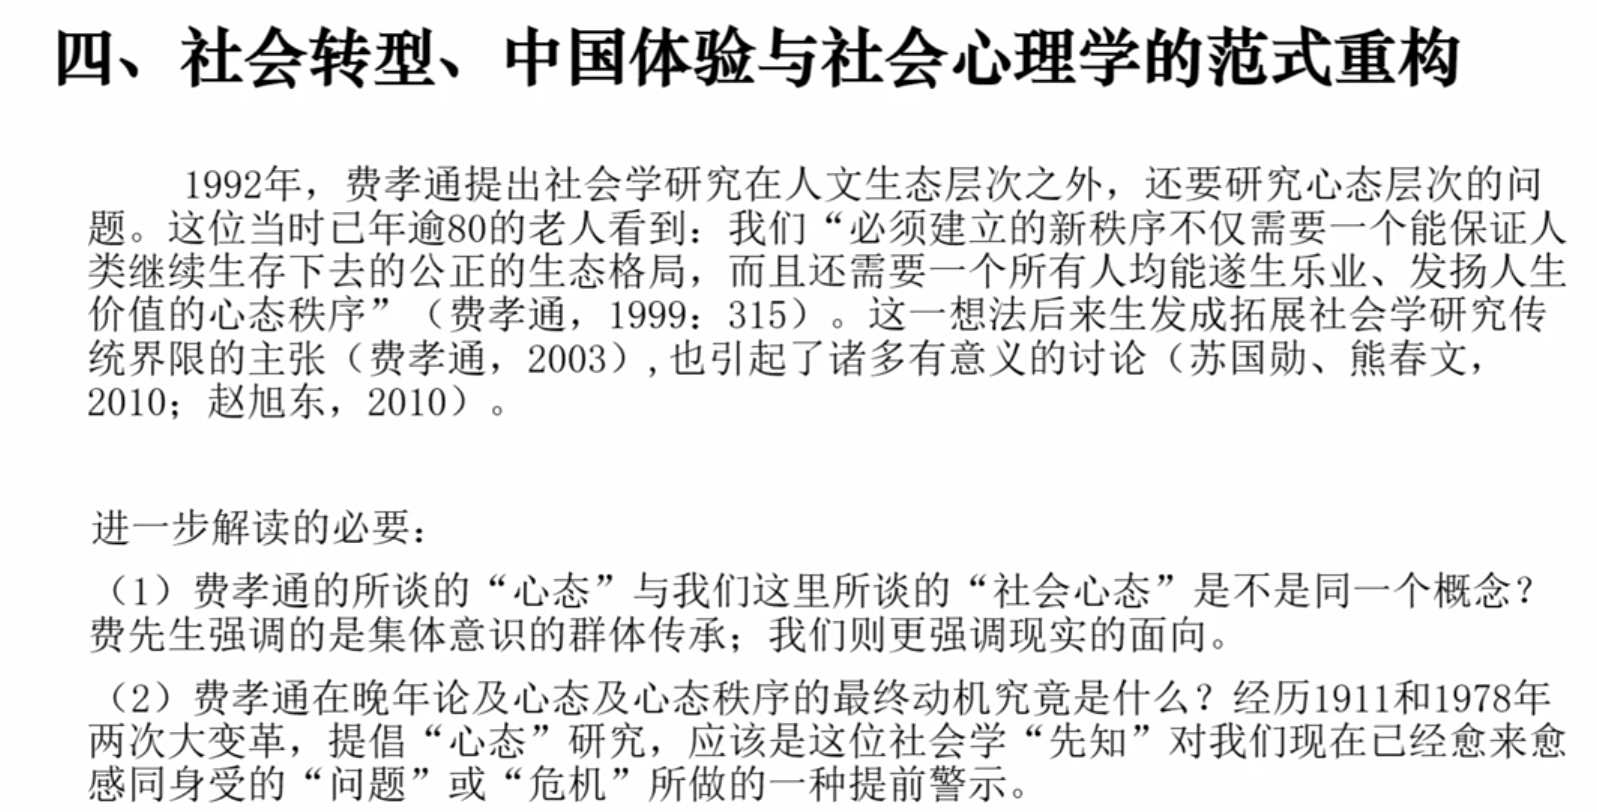 四、社会转型、中国体验与社会心理学的范式重构
1992年，费孝通提出社会学研究在人文生态层次之外，还要研究心态层次的问
题。这位当时已年逾80的老人看到：我们“必须建立的新秩序不仅需要一个能保证人
类继续生存下去的公正的生态格局，而且还需要一个所有人均能遂生乐业、发扬人生
价值的心态秩序”（费孝通，1999：315）。这一想法后来生发成拓展社会学研究传
统界限的主张（费孝通，2003）,也引起了诸多有意义的讨论（苏国勋、熊春文，
2010；赵旭东，2010）。
进一步解读的必要：
（1）费孝通的所谈的“心态”与我们这里所谈的“社会心态”是不是同一个概念？
费先生强调的是集体意识的群体传承；我们则更强调现实的面向。
（2）费孝通在晚年论及心态及心态秩序的最终动机究竟是什么？经历1911和1978年
两次大变革，提倡“心态”研究，应该是这位社会学“先知”对我们现在已经愈来愈
感同身受的“问题”或“危机”所做的一种提前警示。